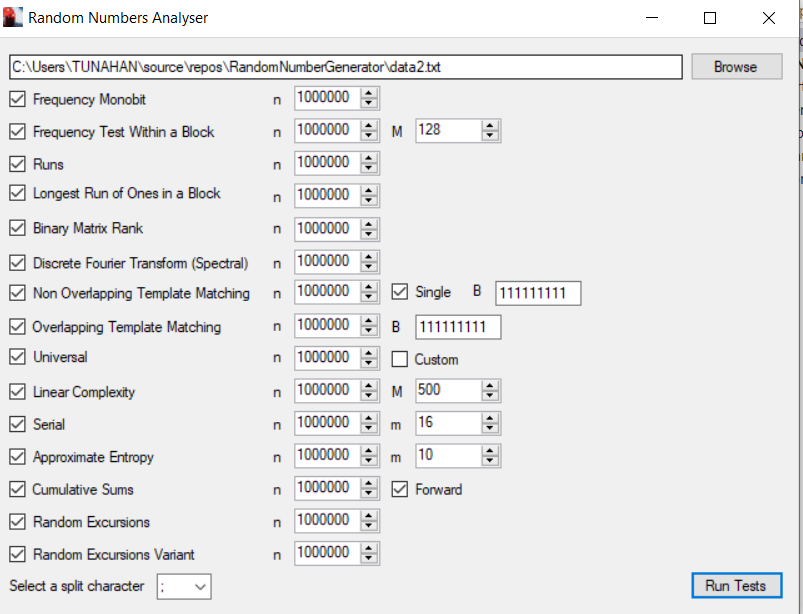 Random Numbers Analyser
C:\Users\TUNAHAN\source\repos\RandomNumberGenerator\data2.txt Browse
Frequency Monobit n 1000000
Frequency Test Within a Block n 1000000 M 128
Runs n 1000000
Longest Run of Ones in a Block n 1000000
Binary Matrix Rank n 1000000
Discrete Fourier Transform (Spectral) n 1000000
Non Overlapping Template Matching n 1000000 Single B 111111111
Overlapping Template Matching n 1000000 B 111111111
Universal n 1000000 Custom
Linear Complexity n 1000000 M 500
Serial n 1000000 m 16
Approximate Entropy n 1000000 m 10
Cumulative Sums n 1000000 Forward
Random Excursions n 1000000
Random Excursions Variant n 1000000
Select a split character ; Run Tests